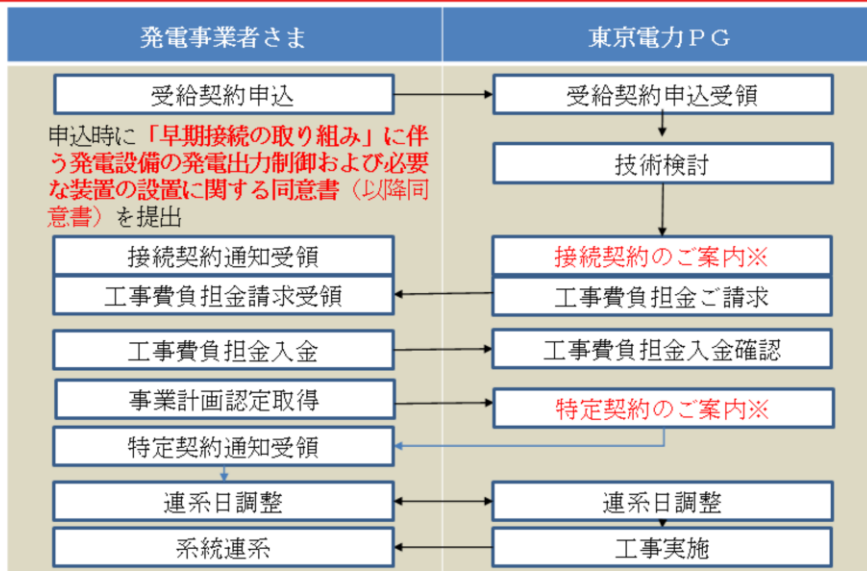 発電事業者さま
東京電力ＰＧ
受給契約申込
受給契約申込受領
申込時に「早期接続の取り組み」に伴
う発電設備の発電出力制御および必要
な装置の設置に関する同意書（以降同
意書）を提出
技術検討
接続契約通知受領
接続契約のご案内※
工事費負担金請求受領
工事費負担金ご請求
工事費負担金入金
工事費負担金入金確認
事業計画認定取得
特定契約のご案内※
特定契約通知受領
連系日調整
連系日調整
系統連系
工事実施